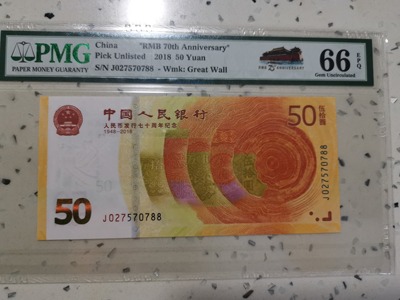 PMG
PAPER MONEY GUARANTY
China "RMB 70th Anniversary"
Pick Unlisted 2018 50 Yuan
S/N J027570788 - Wmk: Great Wall
66 EPQ
Gem Uncirculated
中国人民银行
人民币发行七十周年纪念
1948-2018
50 伍拾圆
J027570788
50
J027570788